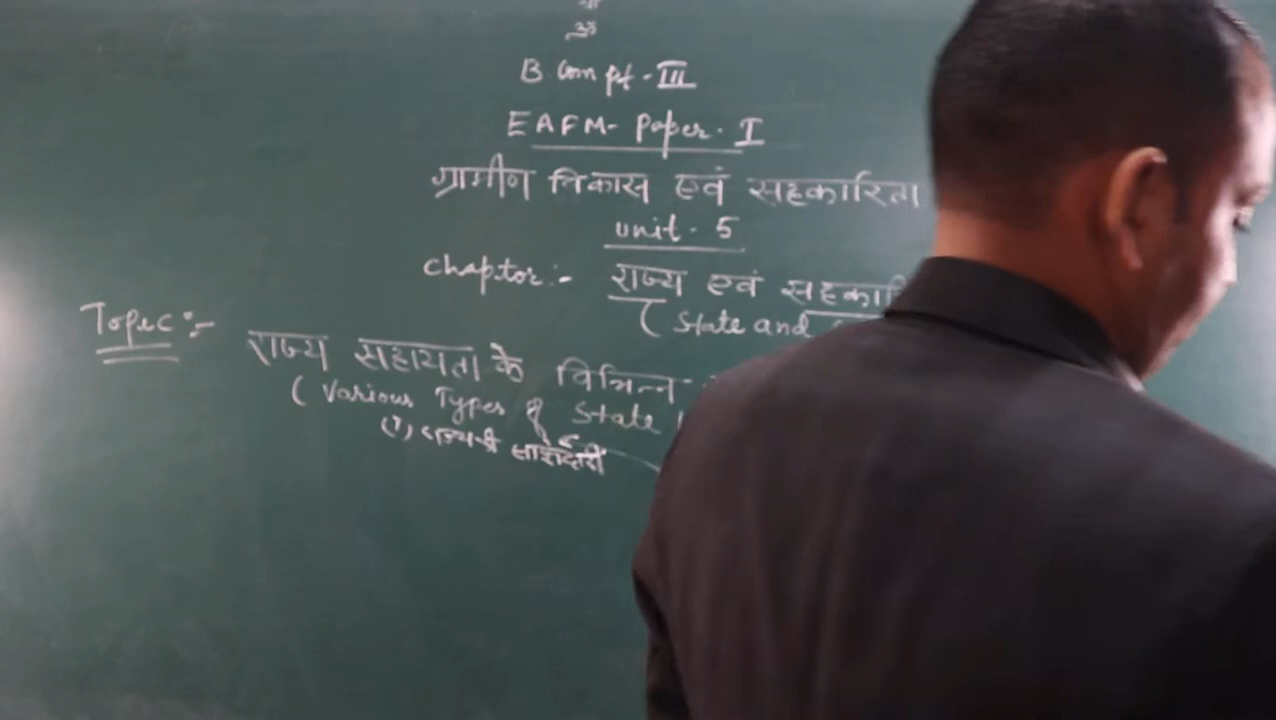 ॐ
B. Com pt - III
EAFM - Paper - I
ग्रामीण विकास एवं सहकारिता
unit - 5
chapter :- राज्य एवं
(State and
Topic :- राज्य सहायता के विभिन्न
(Various Types of State
(1) राज्य की साझेदारी